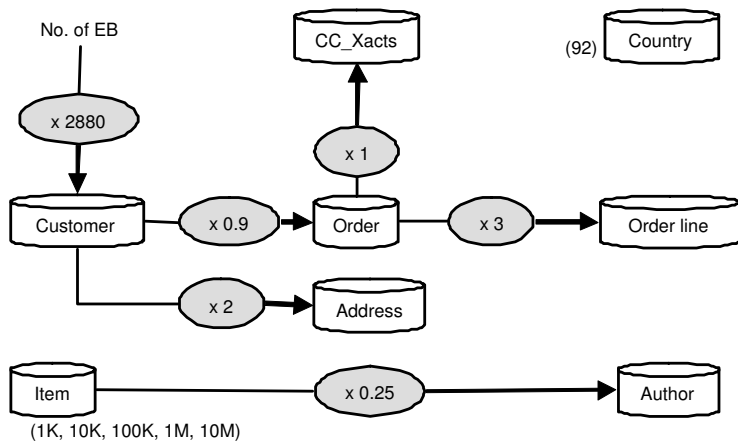 No. of EB
CC_Xacts
(92)
Country
x 2880
x 1
Customer
x 0.9
Order
x 3
Order line
x 2
Address
Item
x 0.25
Author
(1K, 10K, 100K, 1M, 10M)